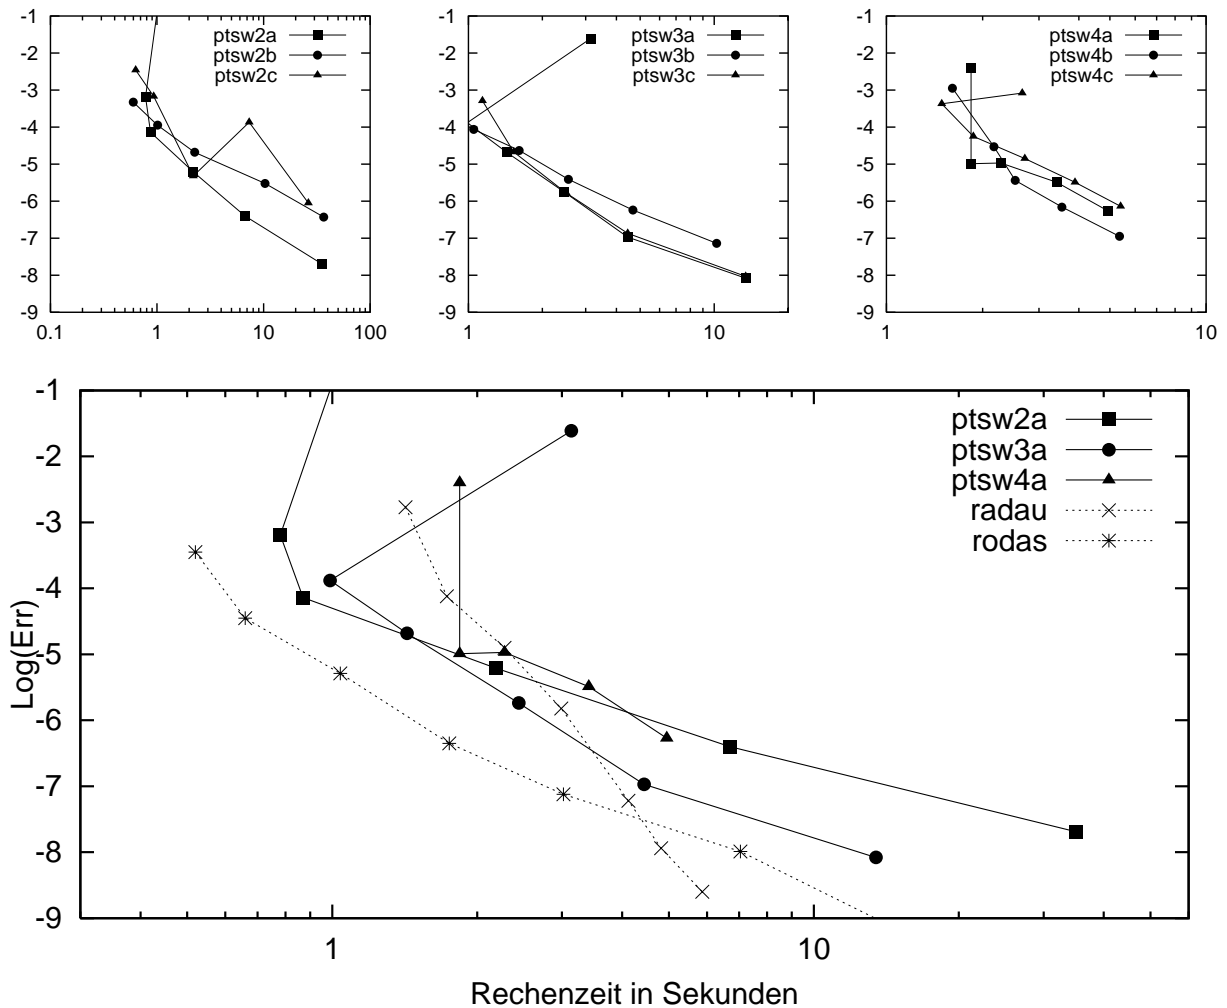 -1
-2
-3
-4
-5
-6
-7
-8
-9
0.1 1 10 100
ptsw2a
ptsw2b
ptsw2c
-1
-2
-3
-4
-5
-6
-7
-8
-9
1 10
ptsw3a
ptsw3b
ptsw3c
-1
-2
-3
-4
-5
-6
-7
-8
-9
1 10
ptsw4a
ptsw4b
ptsw4c
-1
-2
-3
-4
-5
-6
-7
-8
-9
1 10
Log(Err)
Rechenzeit in Sekunden
ptsw2a
ptsw3a
ptsw4a
radau
rodas